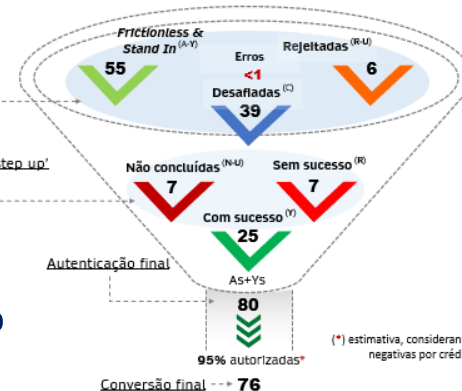 Frictionless &
Stand In (A-Y)
55
Erros
<1
Rejeitadas (R-U)
6
Desafiadas (C)
39
step up'
Não concluídas (N-U)
7
Sem sucesso (R)
7
Com sucesso (Y)
25
Autenticação final
As+Ys
80
95% autorizadas*
(*) estimativa, consideran
negativas por créd
Conversão final
76